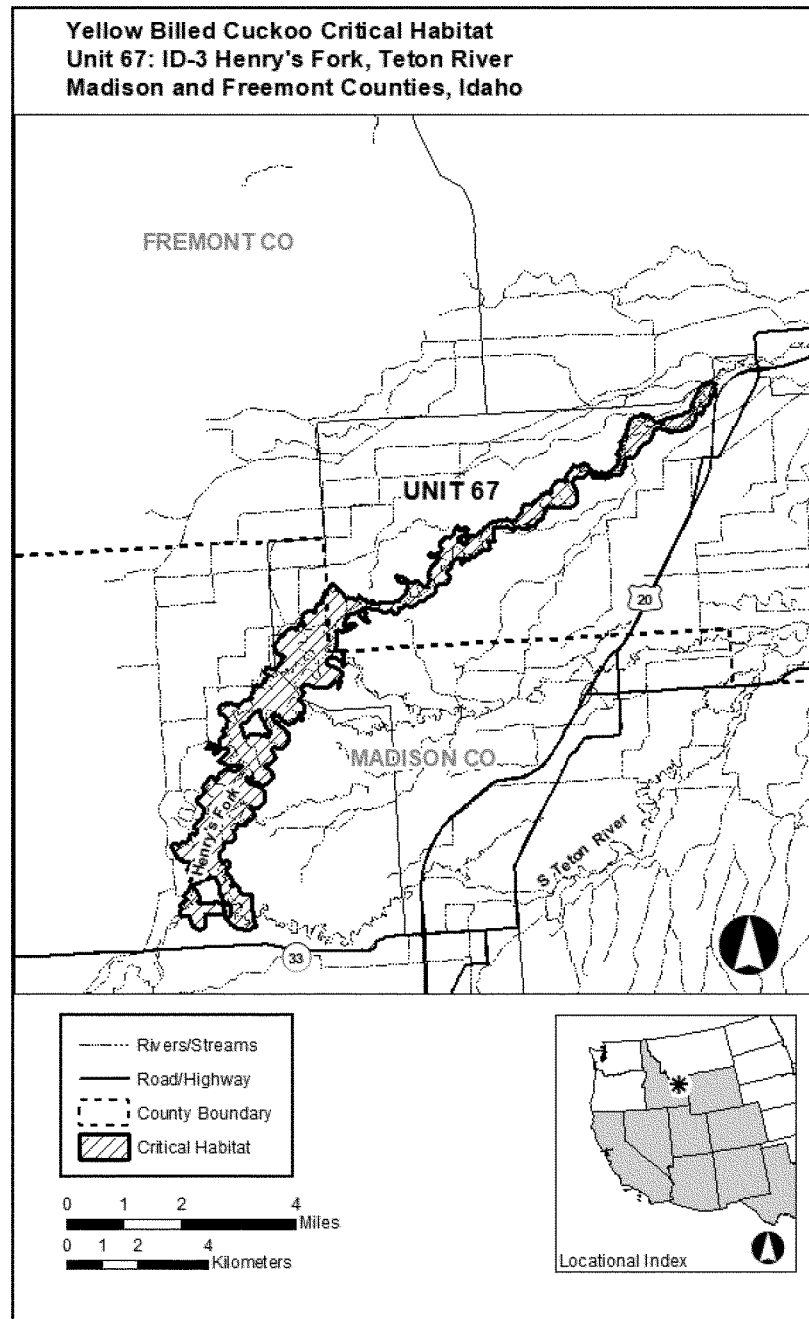 Yellow Billed Cuckoo Critical Habitat
Unit 67: ID-3 Henry's Fork, Teton River
Madison and Freemont Counties, Idaho
FREMONT CO
UNIT 67
20
MADISON CO
Henry's Fork
S Teton River
33
Rivers/Streams
Road/Highway
County Boundary
Critical Habitat
0 1 2 4
Miles
0 1 2 4
Kilometers
Locational Index